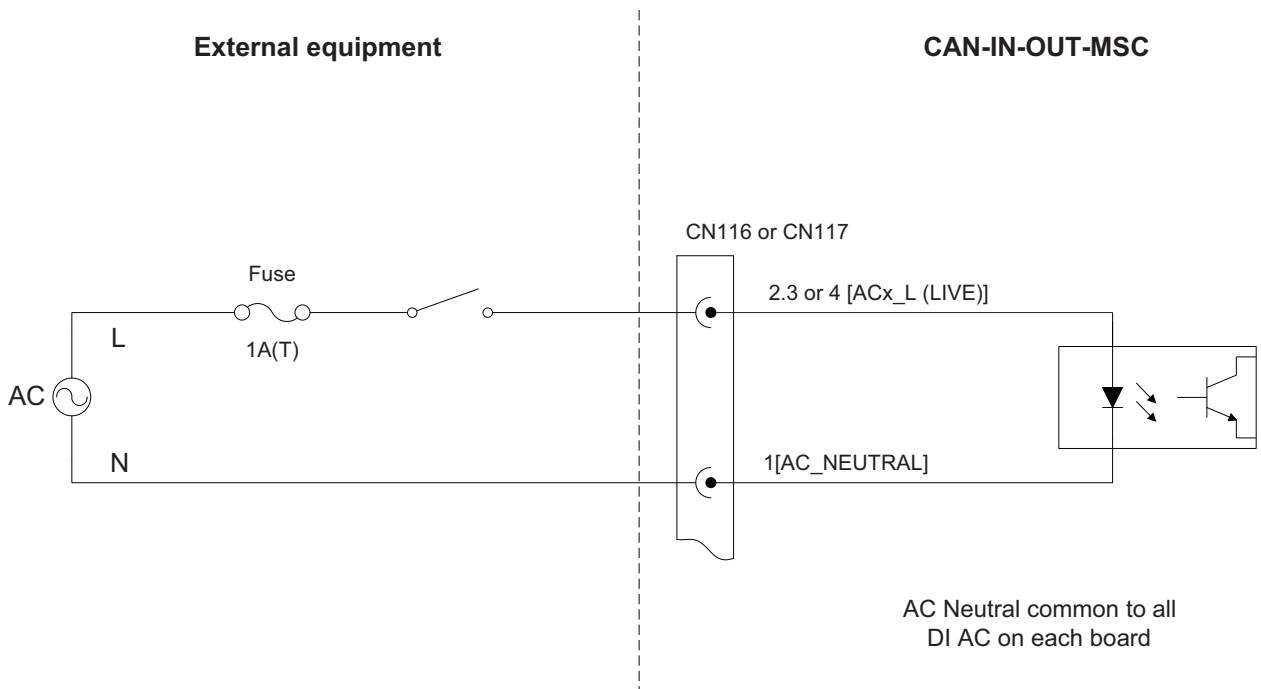 External equipment
CAN-IN-OUT-MSC
CN116 or CN117
Fuse
2.3 or 4 [ACx_L (LIVE)]
L
1A(T)
AC
N
1[AC_NEUTRAL]
AC Neutral common to all
DI AC on each board